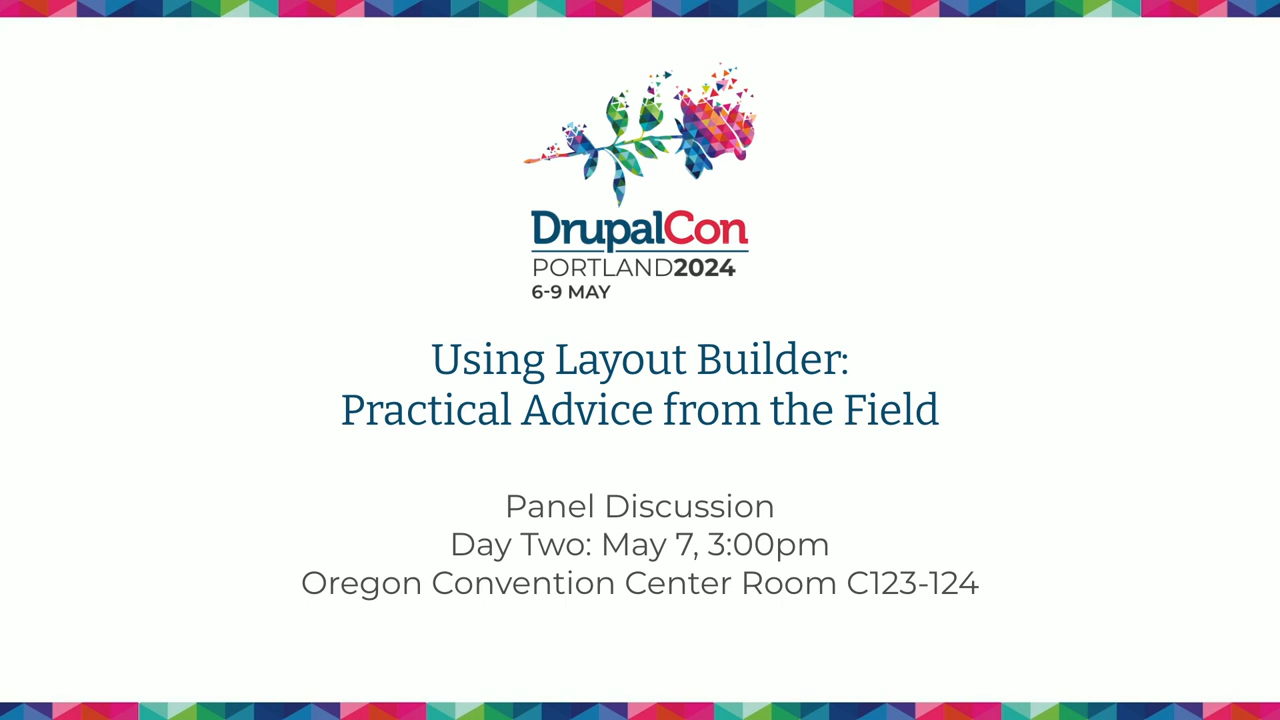 DrupalCon
PORTLAND2024
6-9 MAY
Using Layout Builder:
Practical Advice from the Field
Panel Discussion
Day Two: May 7, 3:00pm
Oregon Convention Center Room C123-124